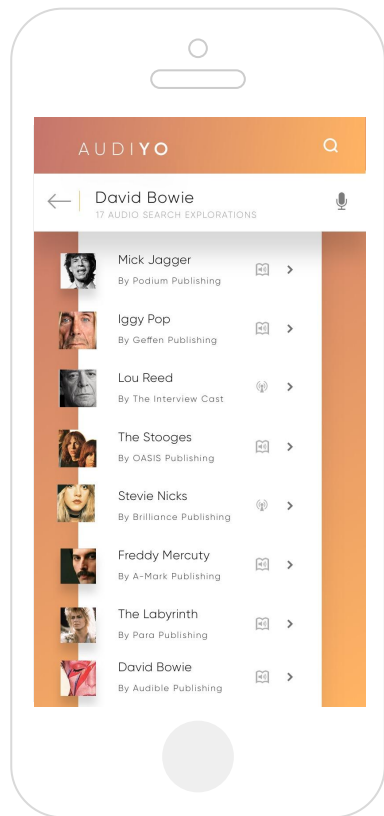 AUDIYO
David Bowie
17 AUDIO SEARCH EXPLORATIONS
Mick Jagger
By Podium Publishing
Iggy Pop
By Geffen Publishing
Lou Reed
By The Interview Cast
The Stooges
By OASIS Publishing
Stevie Nicks
By Brilliance Publishing
Freddy Mercuty
By A-Mark Publishing
The Labyrinth
By Para Publishing
David Bowie
By Audible Publishing